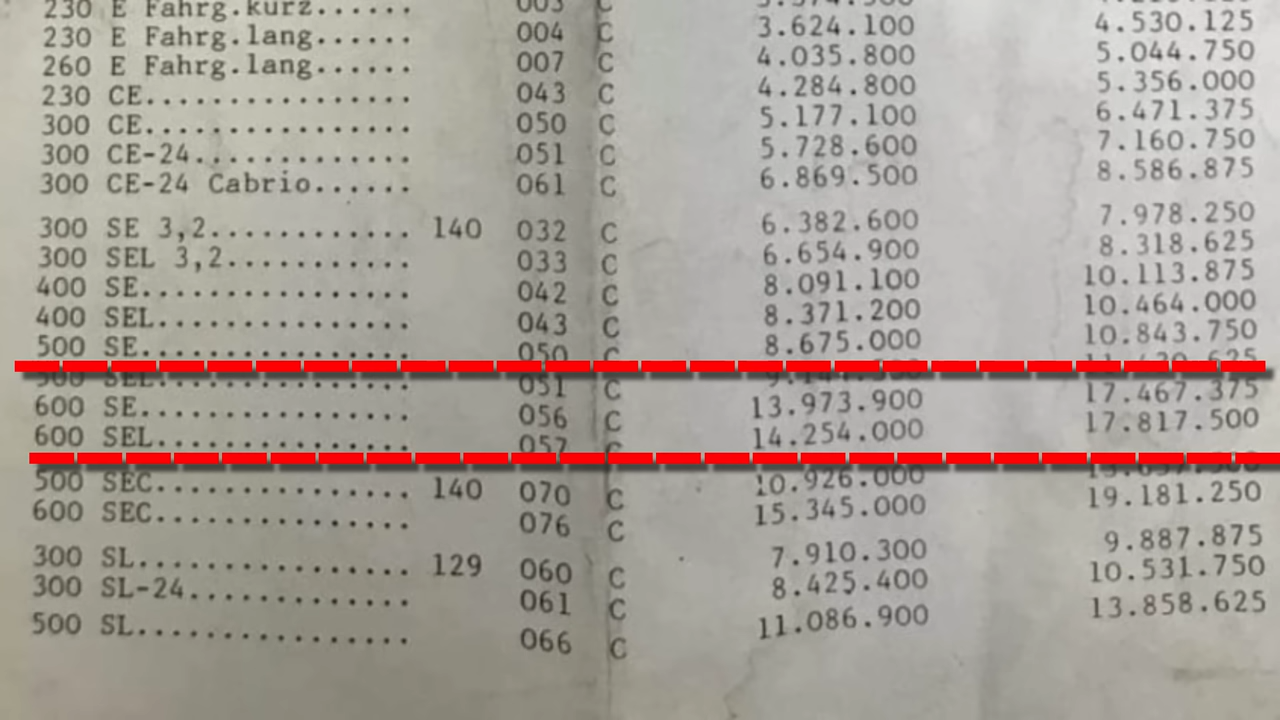 230 E Fahrg.kurz...... 003 C
230 E Fahrg.lang...... 004 C 3.624.100 4.530.125
260 E Fahrg.lang...... 007 C 4.035.800 5.044.750
230 CE................ 043 C 4.284.800 5.356.000
300 CE................ 050 C 5.177.100 6.471.375
300 CE-24............. 051 C 5.728.600 7.160.750
300 CE-24 Cabrio...... 061 C 6.869.500 8.586.875
300 SE 3,2............ 140 032 C 6.382.600 7.978.250
300 SEL 3,2........... 033 C 6.654.900 8.318.625
400 SE................ 042 C 8.091.100 10.113.875
400 SEL............... 043 C 8.371.200 10.464.000
500 SE................ 050 C 8.675.000 10.843.750
500 SEL............... 051 C
600 SE................ 056 C 13.973.900 17.467.375
600 SEL............... 057 C 14.254.000 17.817.500
500 SEC............... 140 070 C 10.926.000
600 SEC............... 076 C 15.345.000 19.181.250
300 SL................ 129 060 C 7.910.300 9.887.875
300 SL-24............. 061 C 8.425.400 10.531.750
500 SL................ 066 C 11.086.900 13.858.625